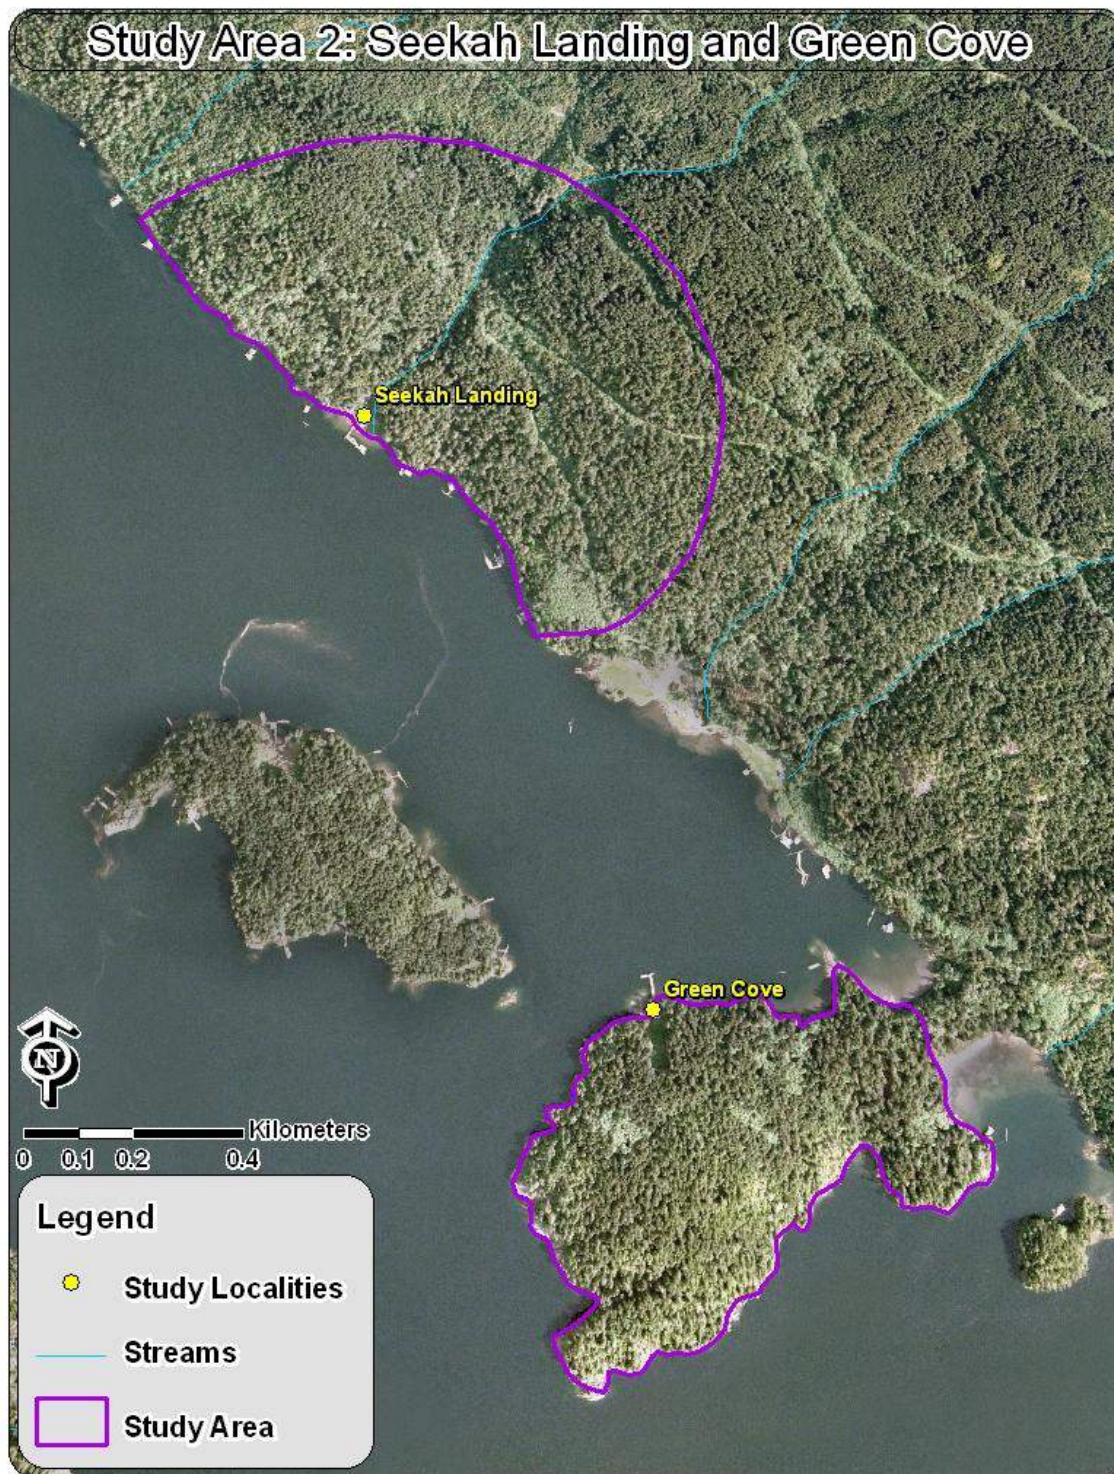 Study Area 2: Seekah Landing and Green Cove
Seekah Landing
Green Cove
N
Kilometers
0 0.1 0.2 0.4
Legend
Study Localities
Streams
Study Area